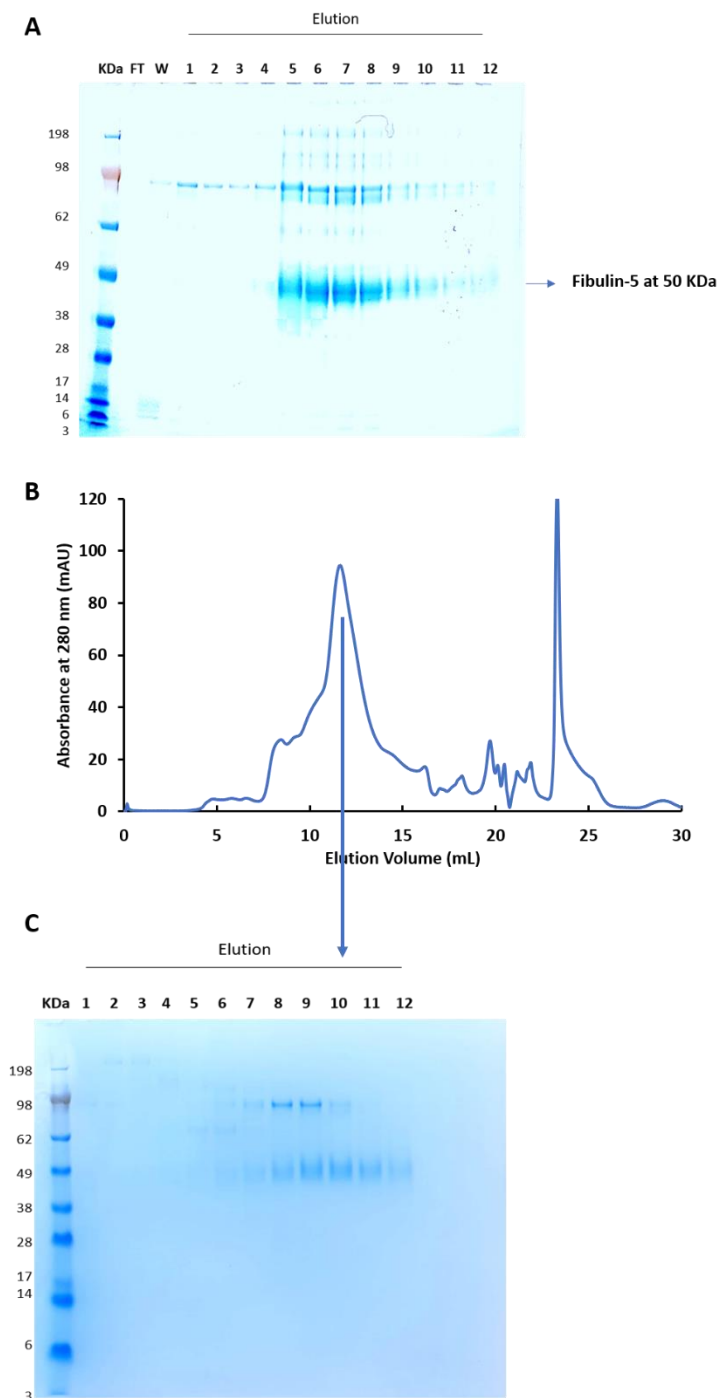 A
Elution
KDa FT W 1 2 3 4 5 6 7 8 9 10 11 12
198
98
62
49
Fibulin-5 at 50 KDa
38
28
17
14
6
3
B
Absorbance at 280 nm (mAU)
120
100
80
60
40
20
0
0 5 10 15 20 25 30
Elution Volume (mL)
C
Elution
KDa 1 2 3 4 5 6 7 8 9 10 11 12
198
98
62
49
38
28
17
14
6
3